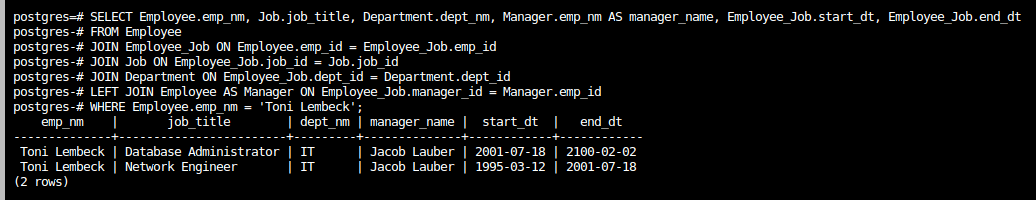 postgres=# SELECT Employee.emp_nm, Job.job_title, Department.dept_nm, Manager.emp_nm AS manager_name, Employee_Job.start_dt, Employee_Job.end_dt
postgres-# FROM Employee
postgres-# JOIN Employee_Job ON Employee.emp_id = Employee_Job.emp_id
postgres-# JOIN Job ON Employee_Job.job_id = Job.job_id
postgres-# JOIN Department ON Employee_Job.dept_id = Department.dept_id
postgres-# LEFT JOIN Employee AS Manager ON Employee_Job.manager_id = Manager.emp_id
postgres-# WHERE Employee.emp_nm = 'Toni Lembeck';
    emp_nm    |       job_title        | dept_nm | manager_name |  start_dt  |   end_dt
--------------+------------------------+---------+--------------+------------+------------
 Toni Lembeck | Database Administrator | IT      | Jacob Lauber | 2001-07-18 | 2100-02-02
 Toni Lembeck | Network Engineer       | IT      | Jacob Lauber | 1995-03-12 | 2001-07-18
(2 rows)